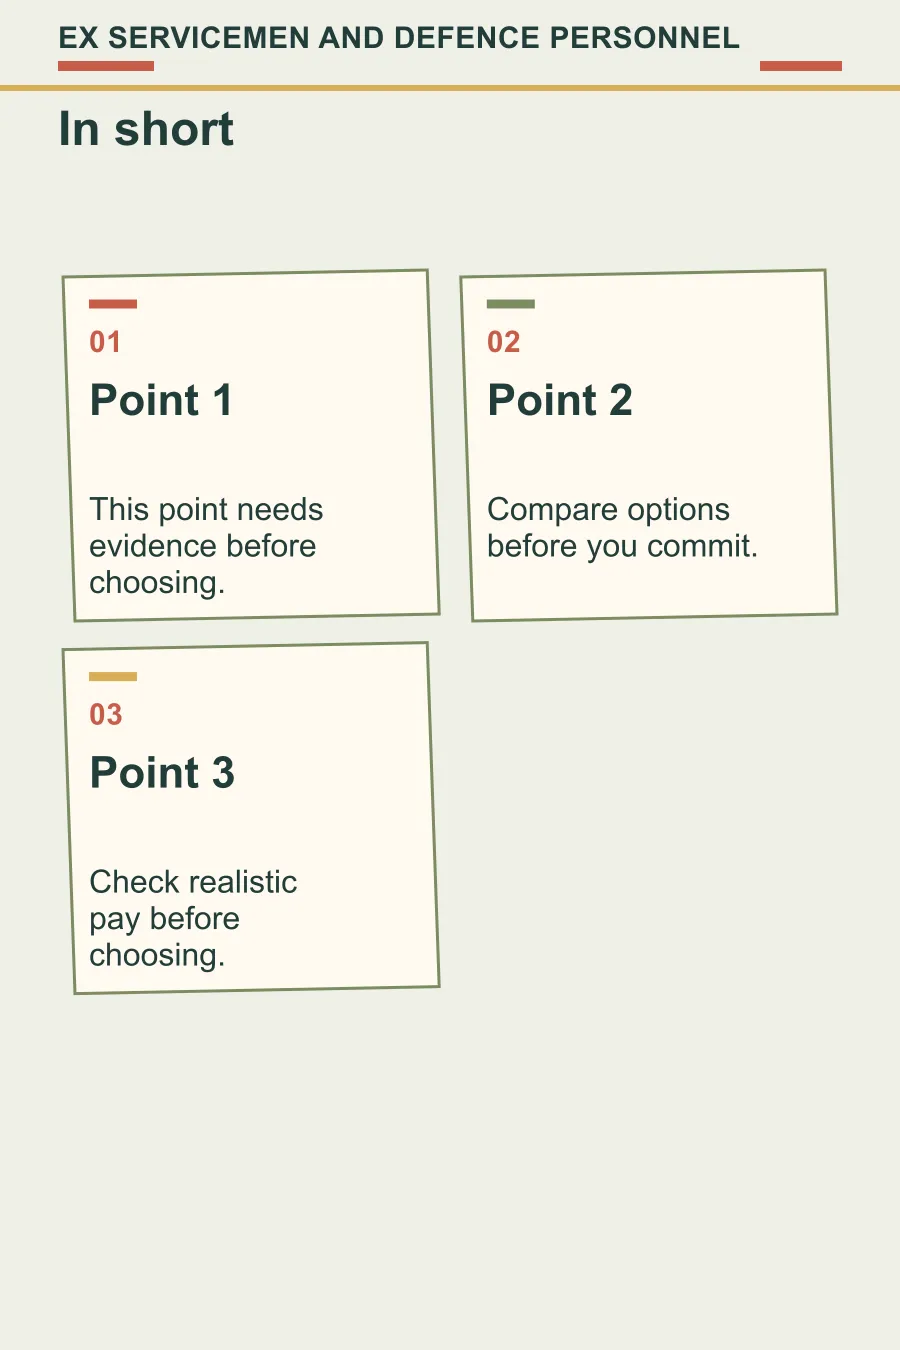 EX SERVICEMEN AND DEFENCE PERSONNEL
In short
01
Point 1
This point needs
evidence before
choosing.
02
Point 2
Compare options
before you commit.
03
Point 3
Check realistic
pay before
choosing.